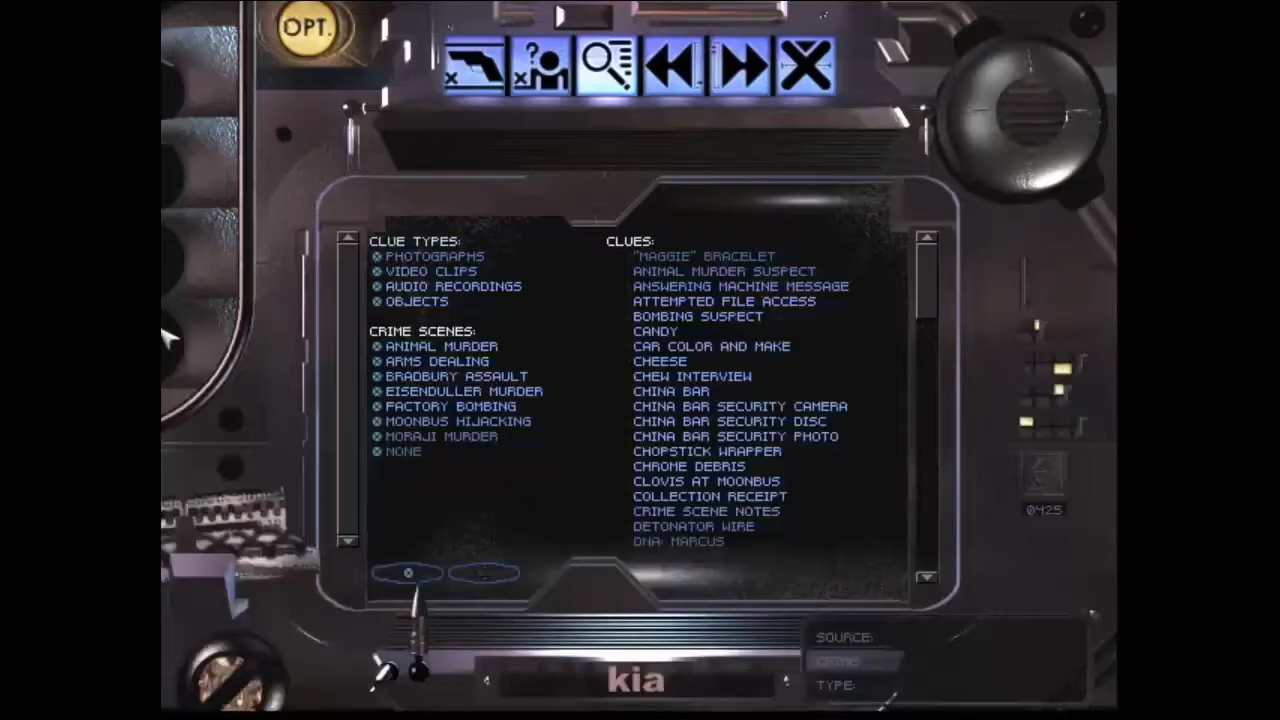 OPT.
CLUE TYPES:
PHOTOGRAPHS
VIDEO CLIPS
AUDIO RECORDINGS
OBJECTS
CRIME SCENES:
ANIMAL MURDER
ARMS DEALING
BRADBURY ASSAULT
EISENDULLER MURDER
FACTORY BOMBING
MOONBUS HIJACKING
MORAJI MURDER
NONE
CLUES:
"MAGGIE" BRACELET
ANIMAL MURDER SUSPECT
ANSWERING MACHINE MESSAGE
ATTEMPTED FILE ACCESS
BOMBING SUSPECT
CANDY
CAR COLOR AND MAKE
CHEESE
CHEW INTERVIEW
CHINA BAR
CHINA BAR SECURITY CAMERA
CHINA BAR SECURITY DISC
CHINA BAR SECURITY PHOTO
CHOPSTICK WRAPPER
CHROME DEBRIS
CLOVIS AT MOONBUS
COLLECTION RECEIPT
CRIME SCENE NOTES
DETONATOR WIRE
DNA: MARCUS
0425
SOURCE:
CRIME:
TYPE:
kia